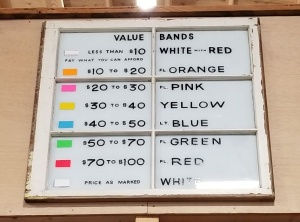 VALUE BANDS
LESS THAN $10 WHITE WITH RED
PAY WHAT YOU CAN AFFORD
$10 TO $20 FL ORANGE
$20 TO $30 FL PINK
$30 TO $40 YELLOW
$40 TO $50 LT BLUE
$50 TO $70 FL GREEN
$70 TO $100 FL RED
PRICE AS MARKED WHITE